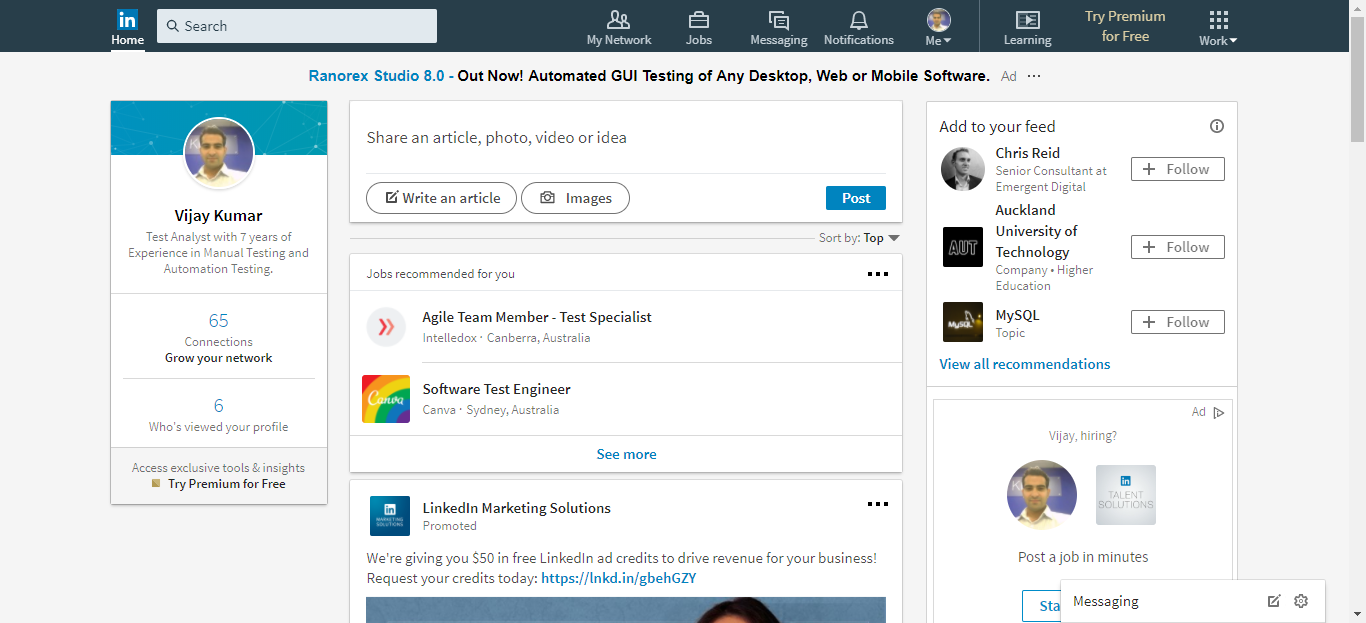 in
Home
Search
My Network
Jobs
Messaging
Notifications
Me
Learning
Try Premium
for Free
Work
Ranorex Studio 8.0 - Out Now! Automated GUI Testing of Any Desktop, Web or Mobile Software. Ad ···
Vijay Kumar
Test Analyst with 7 years of
Experience in Manual Testing and
Automation Testing.
65
Connections
Grow your network
6
Who's viewed your profile
Access exclusive tools & insights
Try Premium for Free
Share an article, photo, video or idea
Write an article
Images
Post
Sort by: Top
Jobs recommended for you
Agile Team Member - Test Specialist
Intelledox · Canberra, Australia
Canva
Software Test Engineer
Canva · Sydney, Australia
See more
in
MARKETING
SOLUTIONS
LinkedIn Marketing Solutions
Promoted
We're giving you $50 in free LinkedIn ad credits to drive revenue for your business!
Request your credits today: https://lnkd.in/gbehGZY
Add to your feed
Chris Reid
Senior Consultant at
Emergent Digital
+ Follow
AUT
Auckland
University of
Technology
Company • Higher
Education
+ Follow
MySQL
MySQL
Topic
+ Follow
View all recommendations
Ad
Vijay, hiring?
in
TALENT
SOLUTIONS
Post a job in minutes
Sta
Messaging